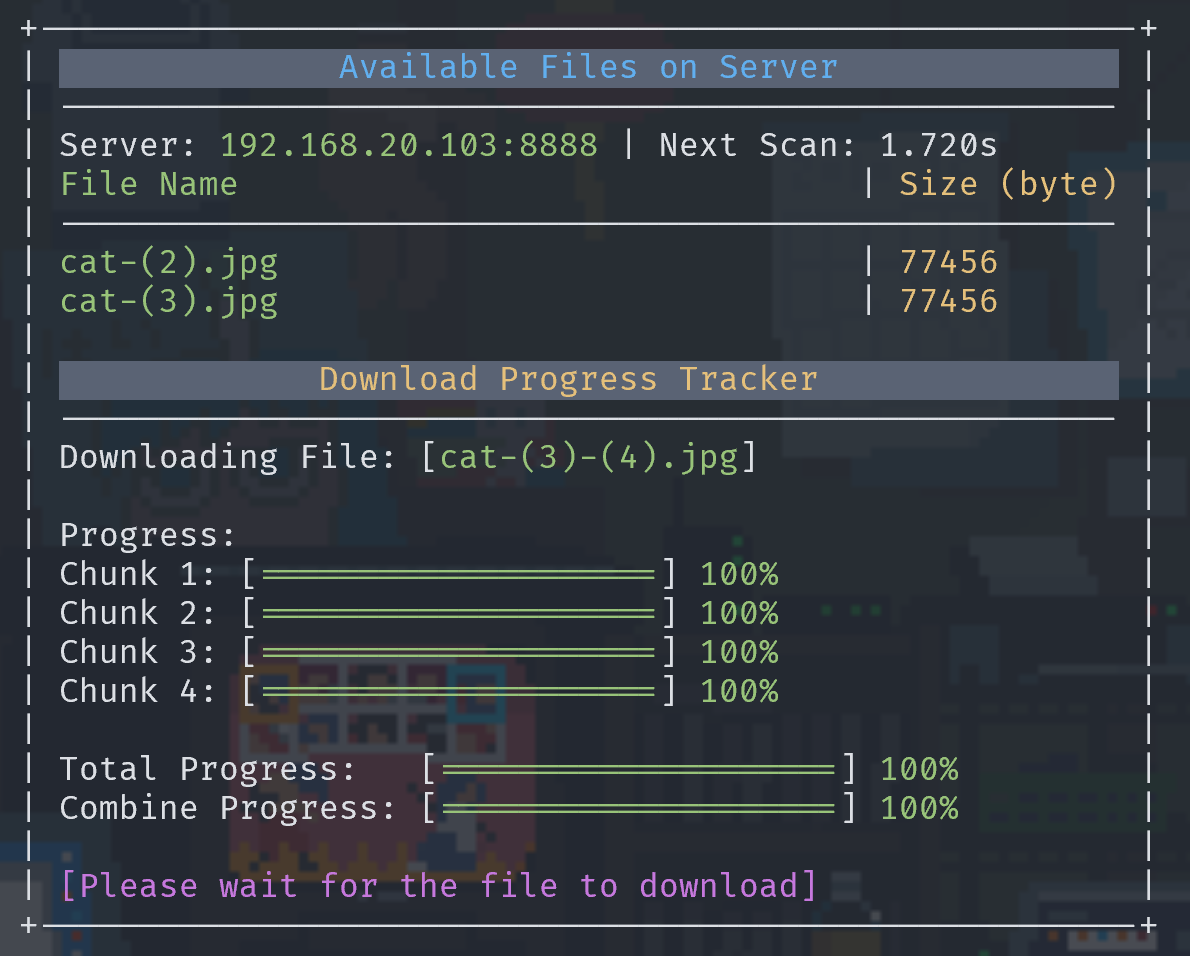 Available Files on Server
Server: 192.168.20.103:8888 | Next Scan: 1.720s
File Name | Size (byte)
cat-(2).jpg | 77456
cat-(3).jpg | 77456
Download Progress Tracker
Downloading File: [cat-(3)-(4).jpg]
Progress:
Chunk 1: [====================] 100%
Chunk 2: [====================] 100%
Chunk 3: [====================] 100%
Chunk 4: [====================] 100%
Total Progress: [====================] 100%
Combine Progress: [====================] 100%
[Please wait for the file to download]